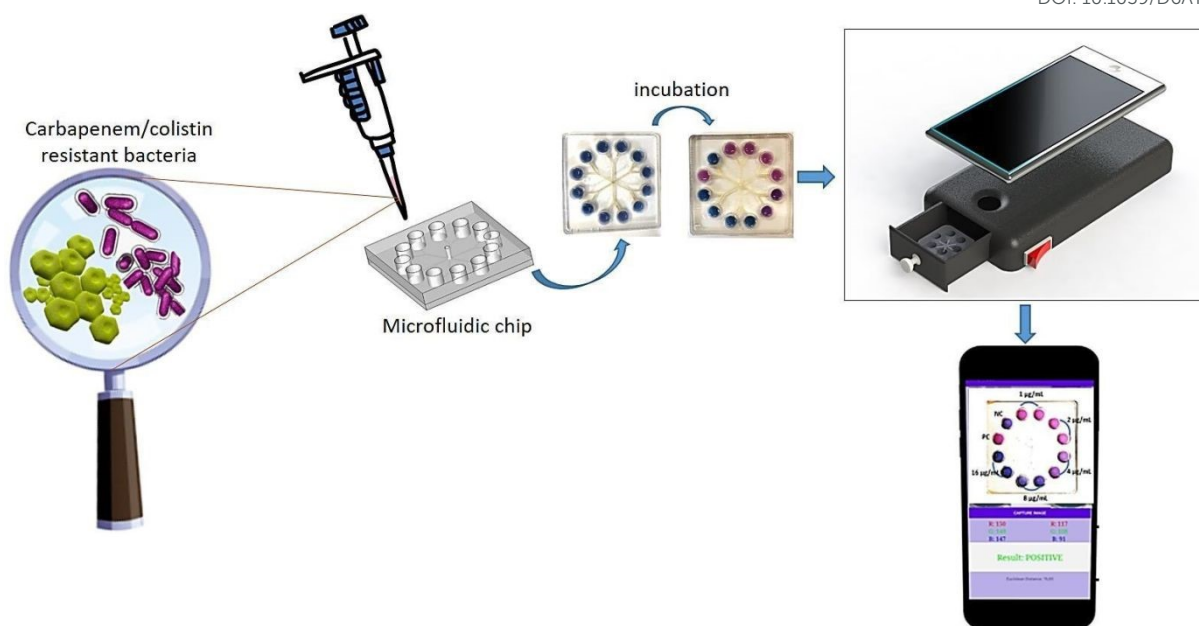 Carbapenem/colistin
resistant bacteria
Microfluidic chip
incubation
1 µg/mL
NC
2 µg/mL
PC
16 µg/mL
4 µg/mL
8 µg/mL
CAPTURE IMAGE
R: 150
R: 117
B: 147
B: 91
Result: POSITIVE